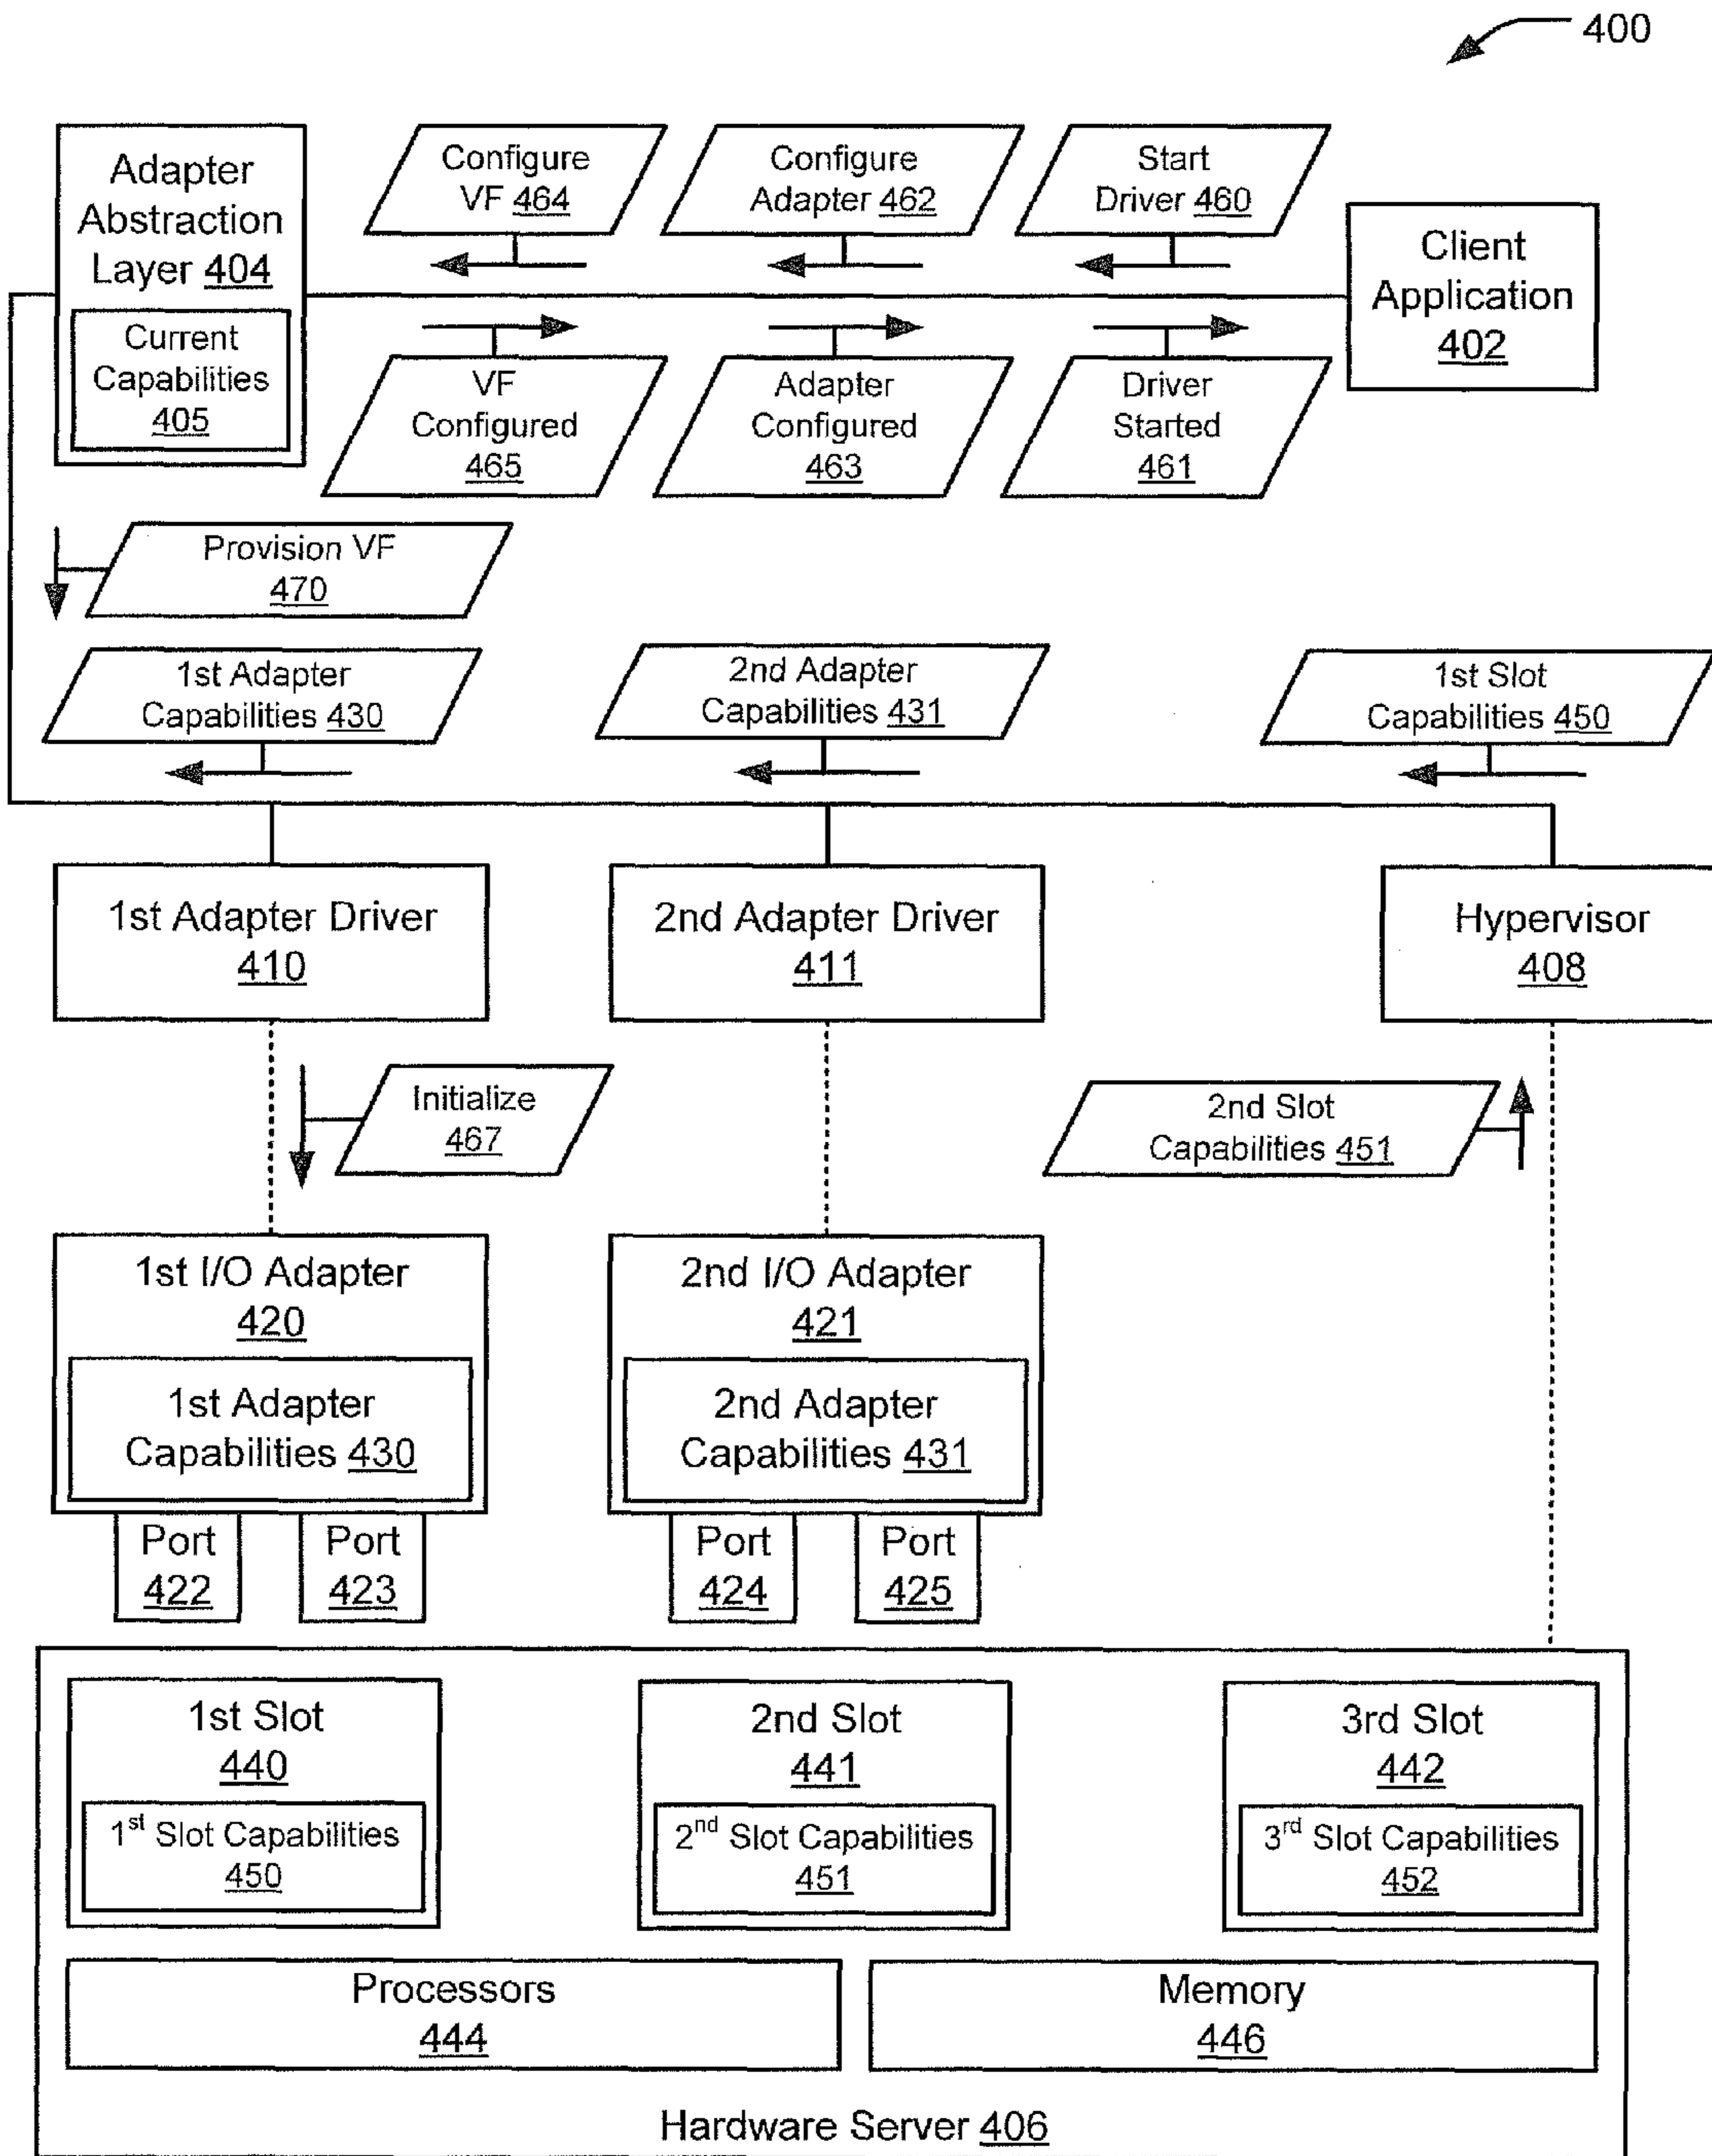 400
Adapter
Abstraction
Layer 404
Current
Capabilities
405
Configure
VF 464
Configure
Adapter 462
Start
Driver 460
Client
Application
402
VF
Configured
465
Adapter
Configured
463
Driver
Started
461
Provision VF
470
1st Adapter
Capabilities 430
2nd Adapter
Capabilities 431
1st Slot
Capabilities 450
1st Adapter Driver
410
2nd Adapter Driver
411
Hypervisor
408
Initialize
467
2nd Slot
Capabilities 451
1st I/O Adapter
420
1st Adapter
Capabilities 430
2nd I/O Adapter
421
2nd Adapter
Capabilities 431
Port
422
Port
423
Port
424
Port
425
1st Slot
440
1st Slot Capabilities
450
2nd Slot
441
2nd Slot Capabilities
451
3rd Slot
442
3rd Slot Capabilities
452
Processors
444
Memory
446
Hardware Server 406